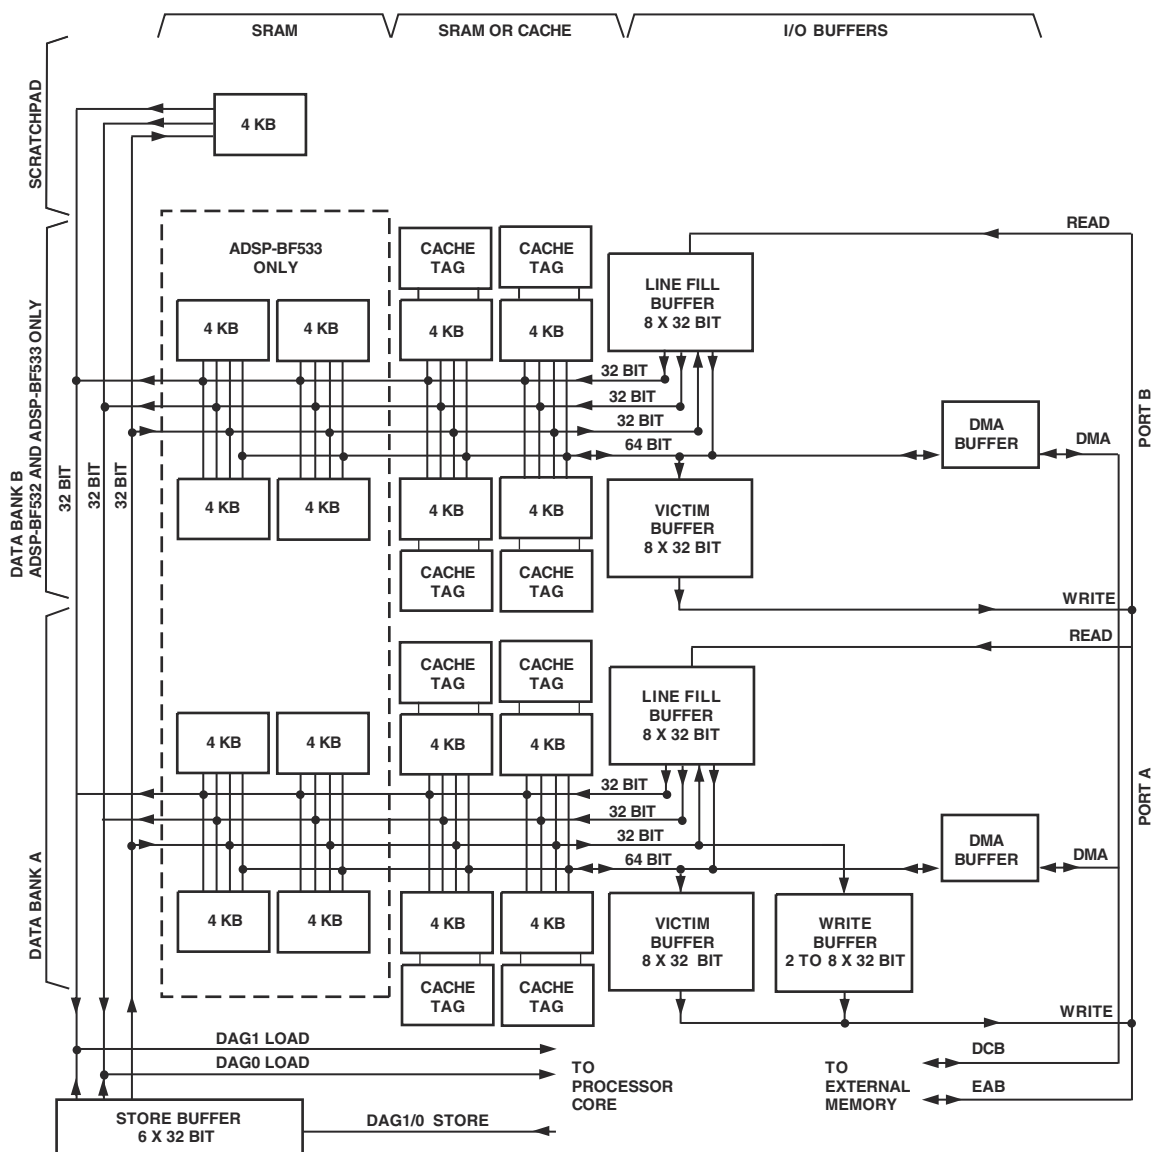 SRAM
SRAM OR CACHE
I/O BUFFERS
SCRATCHPAD
4 KB
DATA BANK B
ADSP-BF532 AND ADSP-BF533 ONLY
ADSP-BF533
ONLY
CACHE
TAG
CACHE
TAG
READ
LINE FILL
BUFFER
8 X 32 BIT
4 KB
4 KB
4 KB
4 KB
32 BIT
32 BIT
32 BIT
64 BIT
32 BIT
32 BIT
32 BIT
DMA
BUFFER
DMA
PORT B
4 KB
4 KB
4 KB
4 KB
VICTIM
BUFFER
8 X 32 BIT
CACHE
TAG
CACHE
TAG
WRITE
DATA BANK A
READ
CACHE
TAG
CACHE
TAG
LINE FILL
BUFFER
8 X 32 BIT
4 KB
4 KB
4 KB
4 KB
32 BIT
32 BIT
32 BIT
64 BIT
DMA
BUFFER
DMA
PORT A
4 KB
4 KB
4 KB
4 KB
VICTIM
BUFFER
8 X 32 BIT
WRITE
BUFFER
2 TO 8 X 32 BIT
CACHE
TAG
CACHE
TAG
WRITE
DAG1 LOAD
DAG0 LOAD
TO
PROCESSOR
CORE
TO
EXTERNAL
MEMORY
DCB
EAB
STORE BUFFER
6 X 32 BIT
DAG1/0 STORE